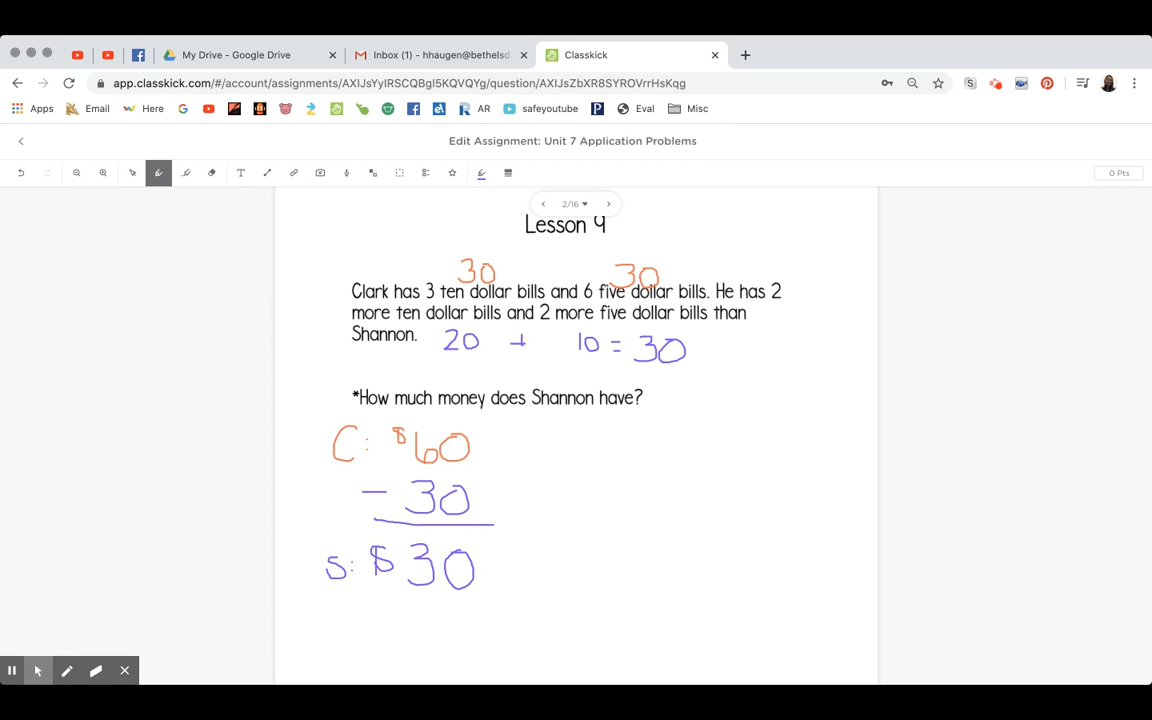 My Drive - Google Drive
Inbox (1) - hhaugen@bethelsd.
Classkick
app.classkick.com/#/account/assignments/AXIJsYyIRSCQBgI5KQVQYg/question/AXIJsZbXR8SYROVrrHsKqg
Apps Email Here AR safeyoutube Eval Misc
Edit Assignment: Unit 7 Application Problems
0 Pts
2/16
Lesson 4
30 30
Clark has 3 ten dollar bills and 6 five dollar bills. He has 2
more ten dollar bills and 2 more five dollar bills than
Shannon.
20 + 10 = 30
*How much money does Shannon have?
C: $60
- 30
S: $30